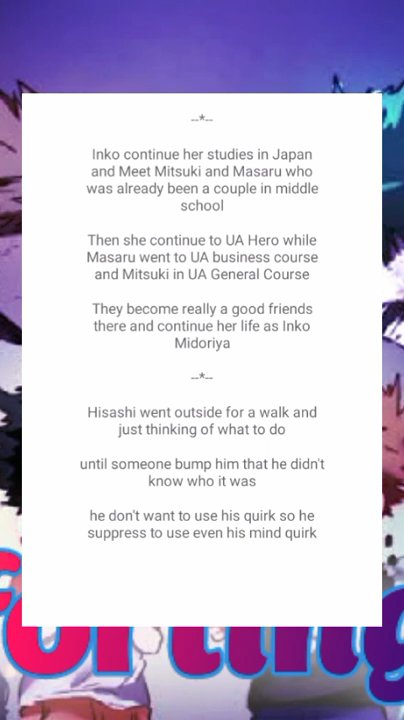 --*--
Inko continue her studies in Japan
and Meet Mitsuki and Masaru who
was already been a couple in middle
school
Then she continue to UA Hero while
Masaru went to UA business course
and Mitsuki in UA General Course
They become really a good friends
there and continue her life as Inko
Midoriya
--*--
Hisashi went outside for a walk and
just thinking of what to do
until someone bump him that he didn't
know who it was
he don't want to use his quirk so he
suppress to use even his mind quirk